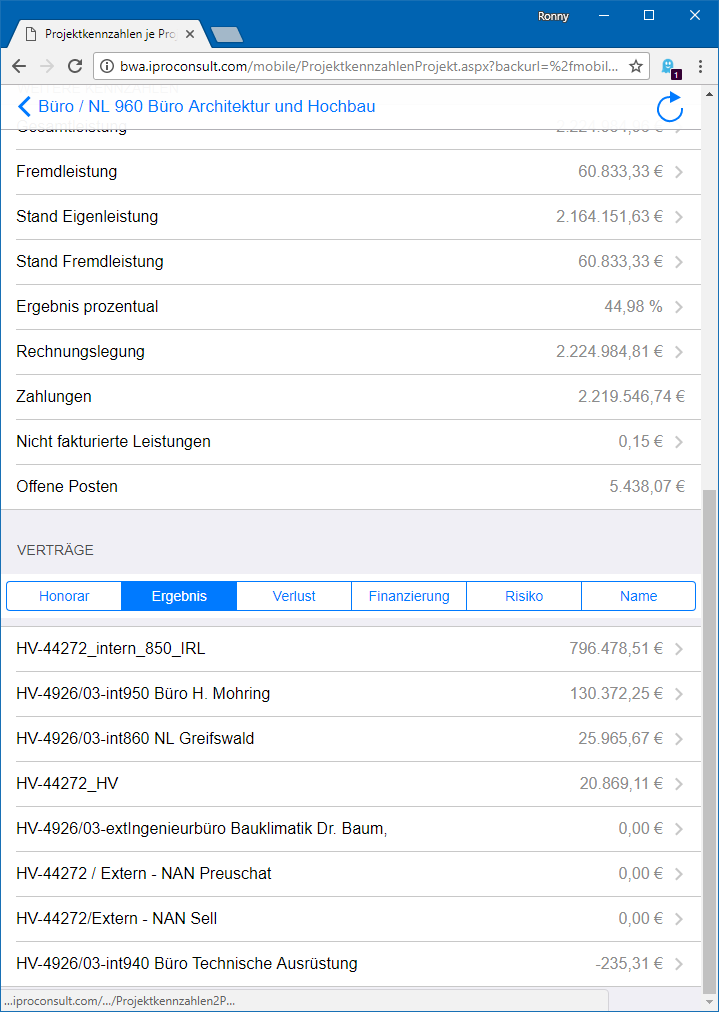 Ronny
Projektkennzahlen je Proj
bwa.iproconsult.com/mobile/ProjektkennzahlenProjekt.aspx?backurl=%2fmobil...
1
Büro / NL 960 Büro Architektur und Hochbau
Gesamtleistung
Fremdleistung 60.833,33 €
Stand Eigenleistung 2.164.151,63 €
Stand Fremdleistung 60.833,33 €
Ergebnis prozentual 44,98 %
Rechnungslegung 2.224.984,81 €
Zahlungen 2.219.546,74 €
Nicht fakturierte Leistungen 0,15 €
Offene Posten 5.438,07 €
VERTRÄGE
Honorar Ergebnis Verlust Finanzierung Risiko Name
HV-44272_intern_850_IRL 796.478,51 €
HV-4926/03-int950 Büro H. Mohring 130.372,25 €
HV-4926/03-int860 NL Greifswald 25.965,67 €
HV-44272_HV 20.869,11 €
HV-4926/03-extIngenieurbüro Bauklimatik Dr. Baum, 0,00 €
HV-44272 / Extern - NAN Preuschat 0,00 €
HV-44272/Extern - NAN Sell 0,00 €
HV-4926/03-int940 Büro Technische Ausrüstung -235,31 €
...iproconsult.com/.../Projektkennzahlen2P...